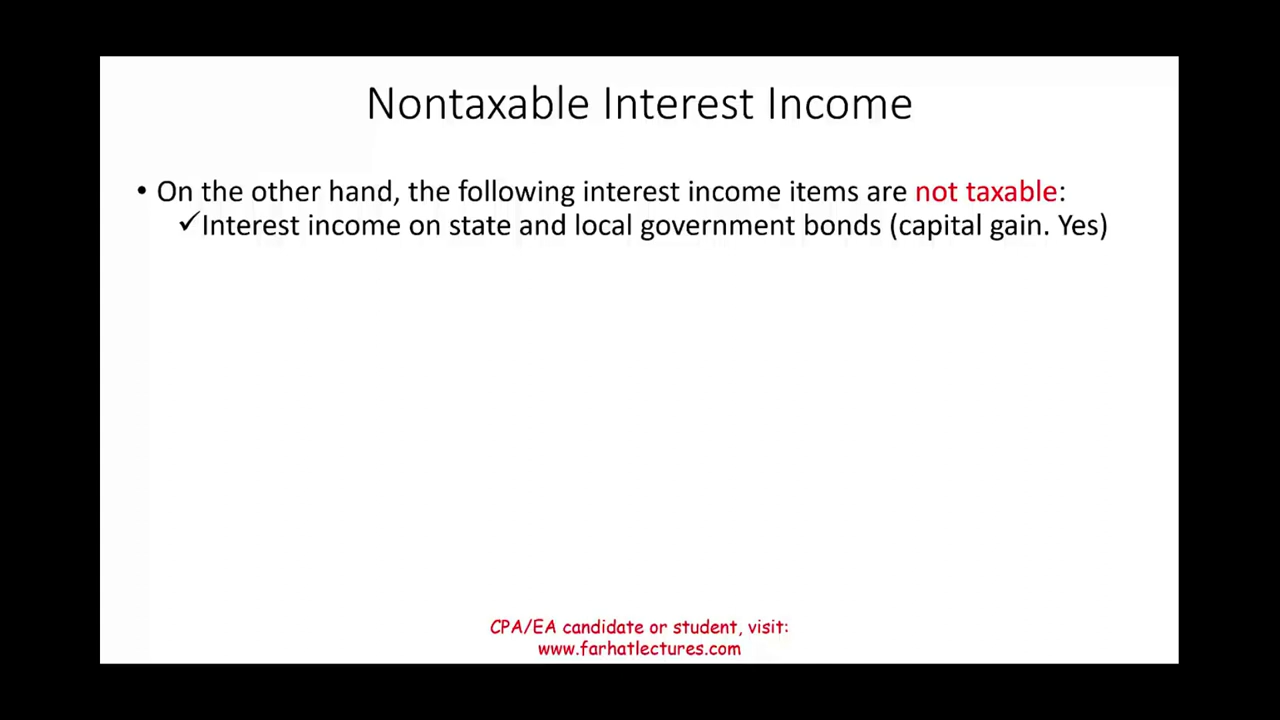 Nontaxable Interest Income
• On the other hand, the following interest income items are not taxable:
✓Interest income on state and local government bonds (capital gain. Yes)
CPA/EA candidate or student, visit:
www.farhatlectures.com